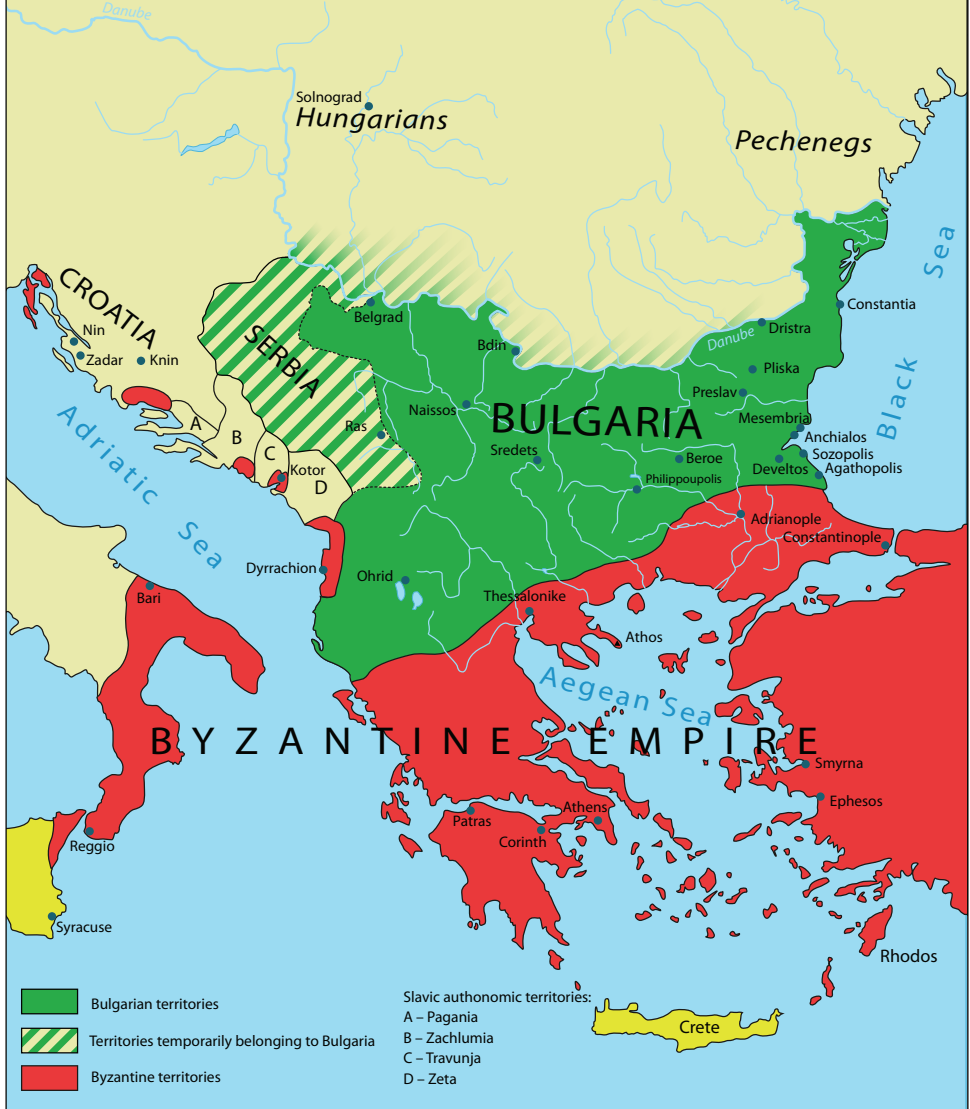 Danube
Solnograd
Hungarians
Pechenegs
Black Sea
CROATIA
Constantia
Belgrad
Nin
Dristra
Danube
SERBIA
Bdin
Zadar
Knin
Pliska
Preslav
Naissos
BULGARIA
Mesembria
A
Ras
Anchialos
B
Sredets
Beroe
Sozopolis
C
Kotor
Develtos
Agathopolis
D
Philippoupolis
Adriatic Sea
Adrianople
Constantinople
Dyrrachion
Ohrid
Bari
Thessalonike
Athos
Aegean Sea
BYZANTINE EMPIRE
Smyrna
Ephesos
Athens
Patras
Corinth
Reggio
Syracuse
Rhodos
Crete
Bulgarian territories
Territories temporarily belonging to Bulgaria
Byzantine territories
Slavic authonomic territories:
A – Pagania
B – Zachlumia
C – Travunja
D – Zeta